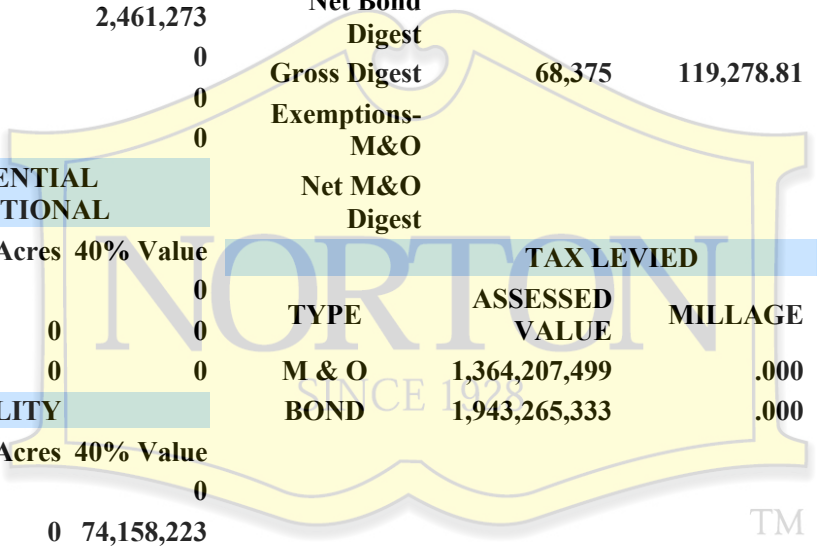 2,461,273
0
0
0
ENTIAL
TIONAL
Acres 40% Value
0
0 0
0 0
LITY
Acres 40% Value
0
0 74,158,223
Net Bond
Digest
Gross Digest 68,375 119,278.81
Exemptions-
M&O
Net M&O
Digest
TAX LEVIED
TYPE ASSESSED VALUE MILLAGE
M & O 1,364,207,499 .000
BOND 1,943,265,333 .000
NORTON
SINCE 1928
TM